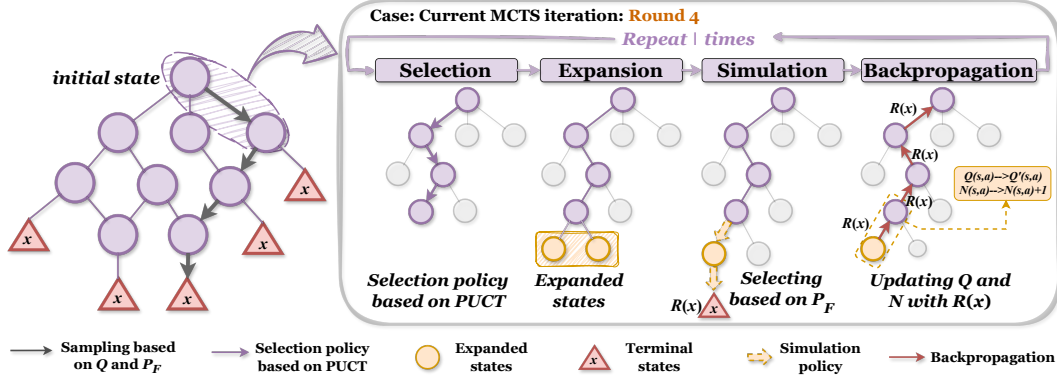 Case: Current MCTS iteration: Round 4
Repeat l times
initial state
Selection
Expansion
Simulation
Backpropagation
R(x)
R(x)
R(x)
R(x)
Q(s,a)-->Q'(s,a)
N(s,a)-->N(s,a)+1
x
x
x
x
x
R(x)
Selection policy
based on PUCT
Expanded
states
Selecting
based on P_F
Updating Q and
N with R(x)
Sampling based
on Q and P_F
Selection policy
based on PUCT
Expanded
states
x
Terminal
states
Simulation
policy
Backpropagation